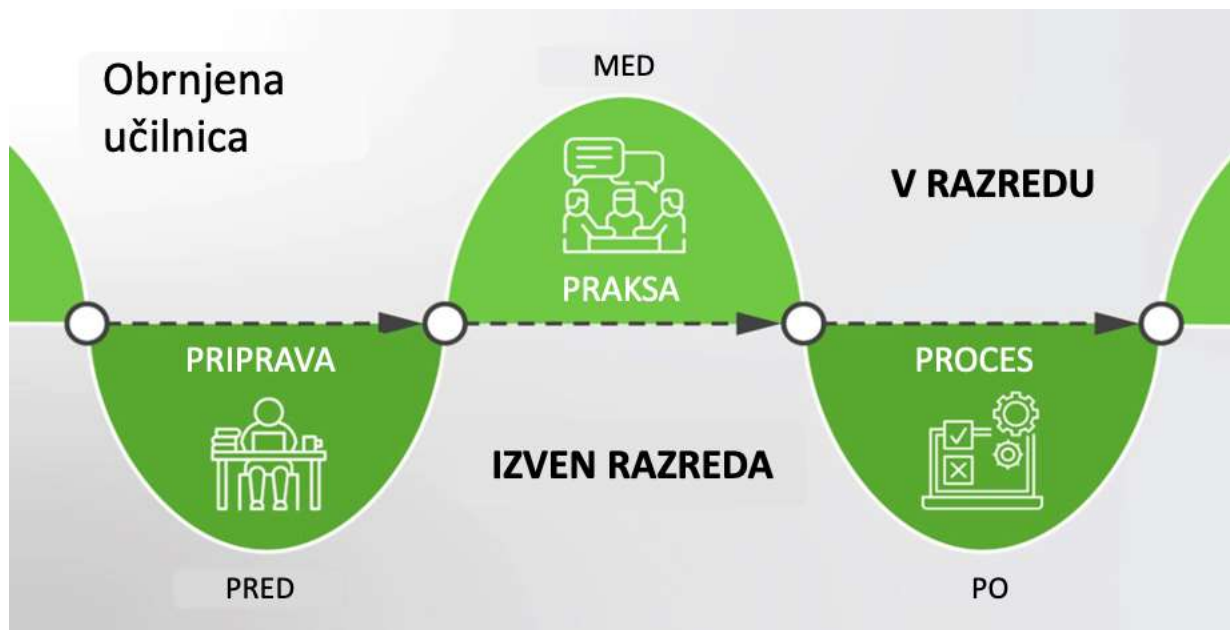 Obrnjena
učilnica
MED
V RAZREDU
PRAKSA
PRIPRAVA
PROCES
IZVEN RAZREDA
PRED
PO